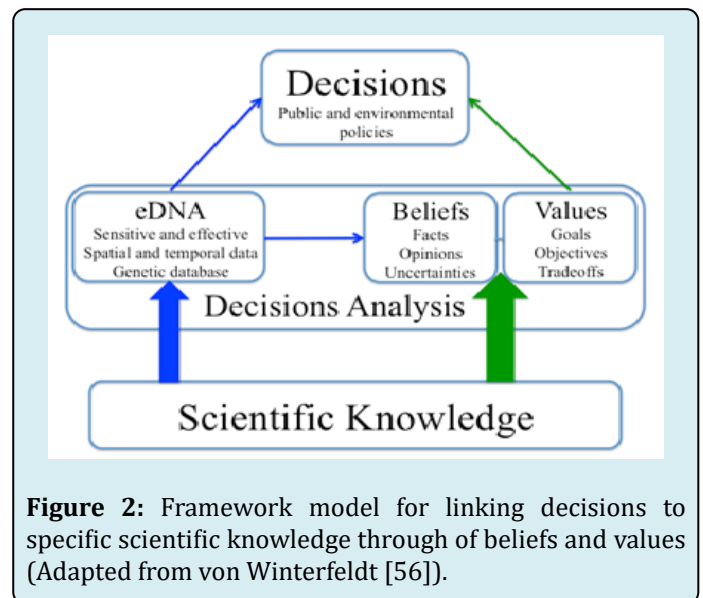 Decisions
Public and environmental
policies
eDNA
Sensitive and effective
Spatial and temporal data
Genetic database
Beliefs
Facts
Opinions
Uncertainties
Values
Goals
Objectives
Tradeoffs
Decisions Analysis
Scientific Knowledge
Figure 2: Framework model for linking decisions to
specific scientific knowledge through of beliefs and values
(Adapted from von Winterfeldt [56]).